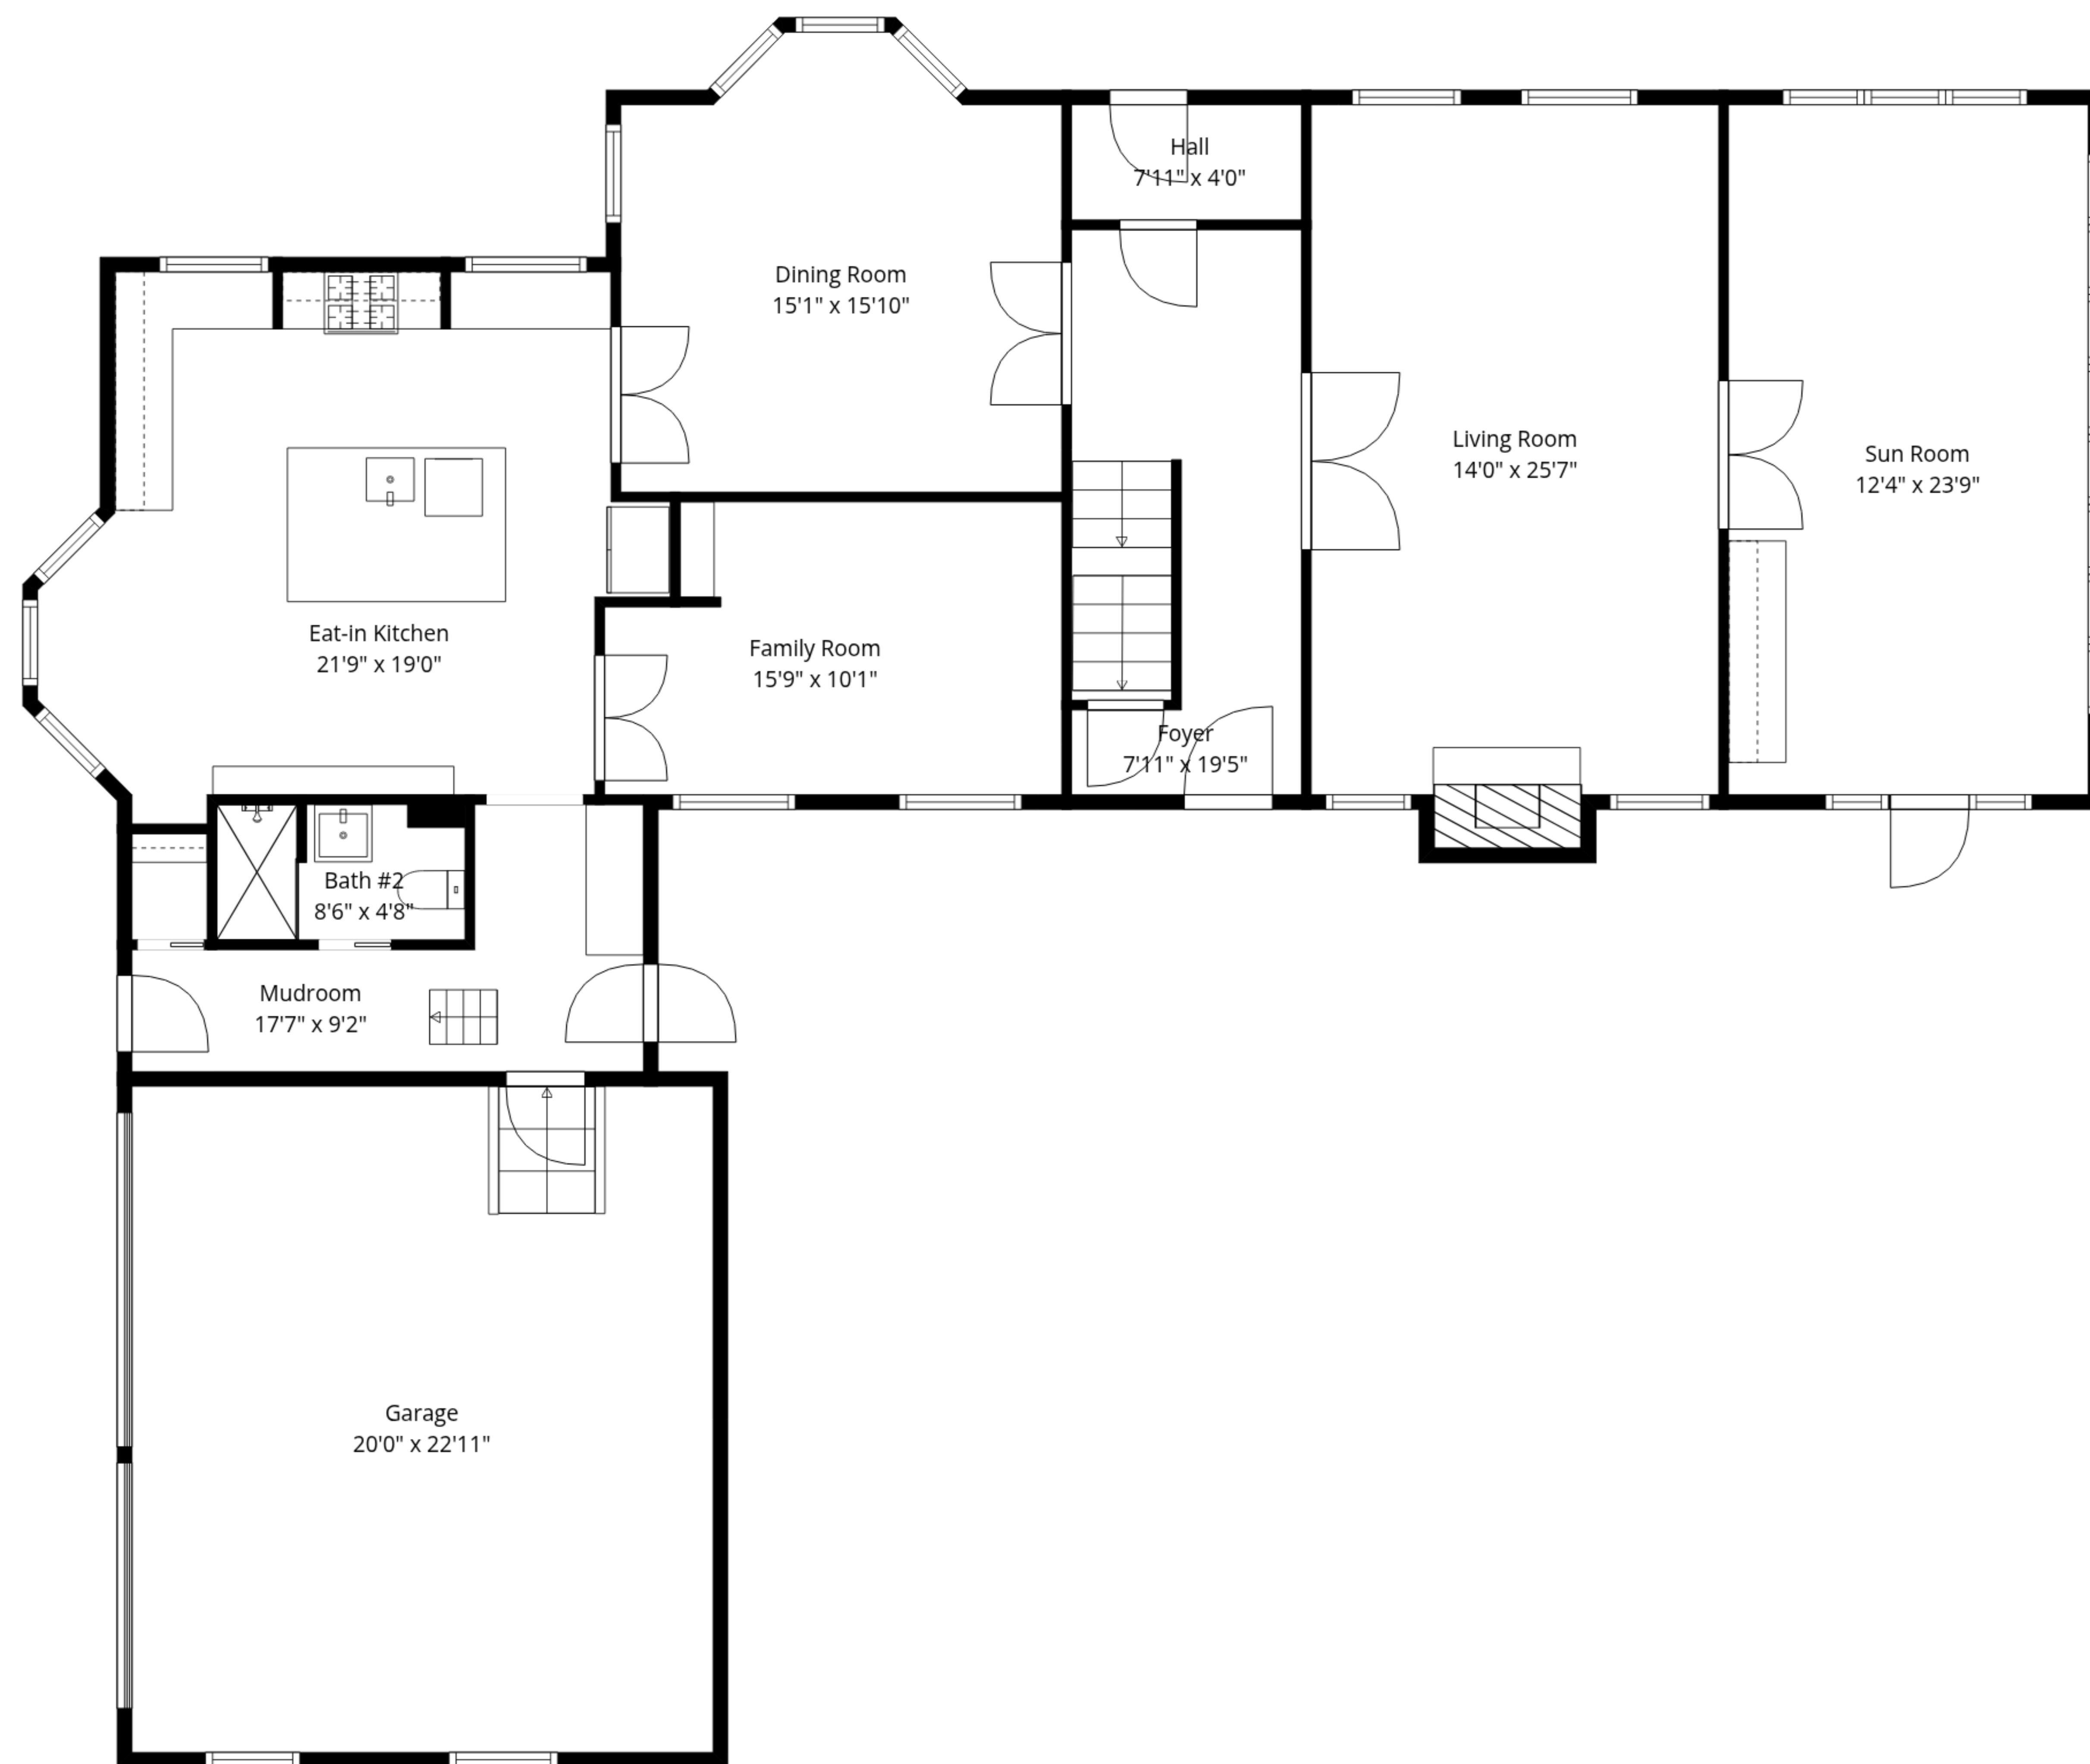 Hall
7'11" x 4'0"
Dining Room
15'1" x 15'10"
Living Room
14'0" x 25'7"
Sun Room
12'4" x 23'9"
Eat-in Kitchen
21'9" x 19'0"
Family Room
15'9" x 10'1"
Foyer
7'11" x 19'5"
Bath #2
8'6" x 4'8"
Mudroom
17'7" x 9'2"
Garage
20'0" x 22'11"